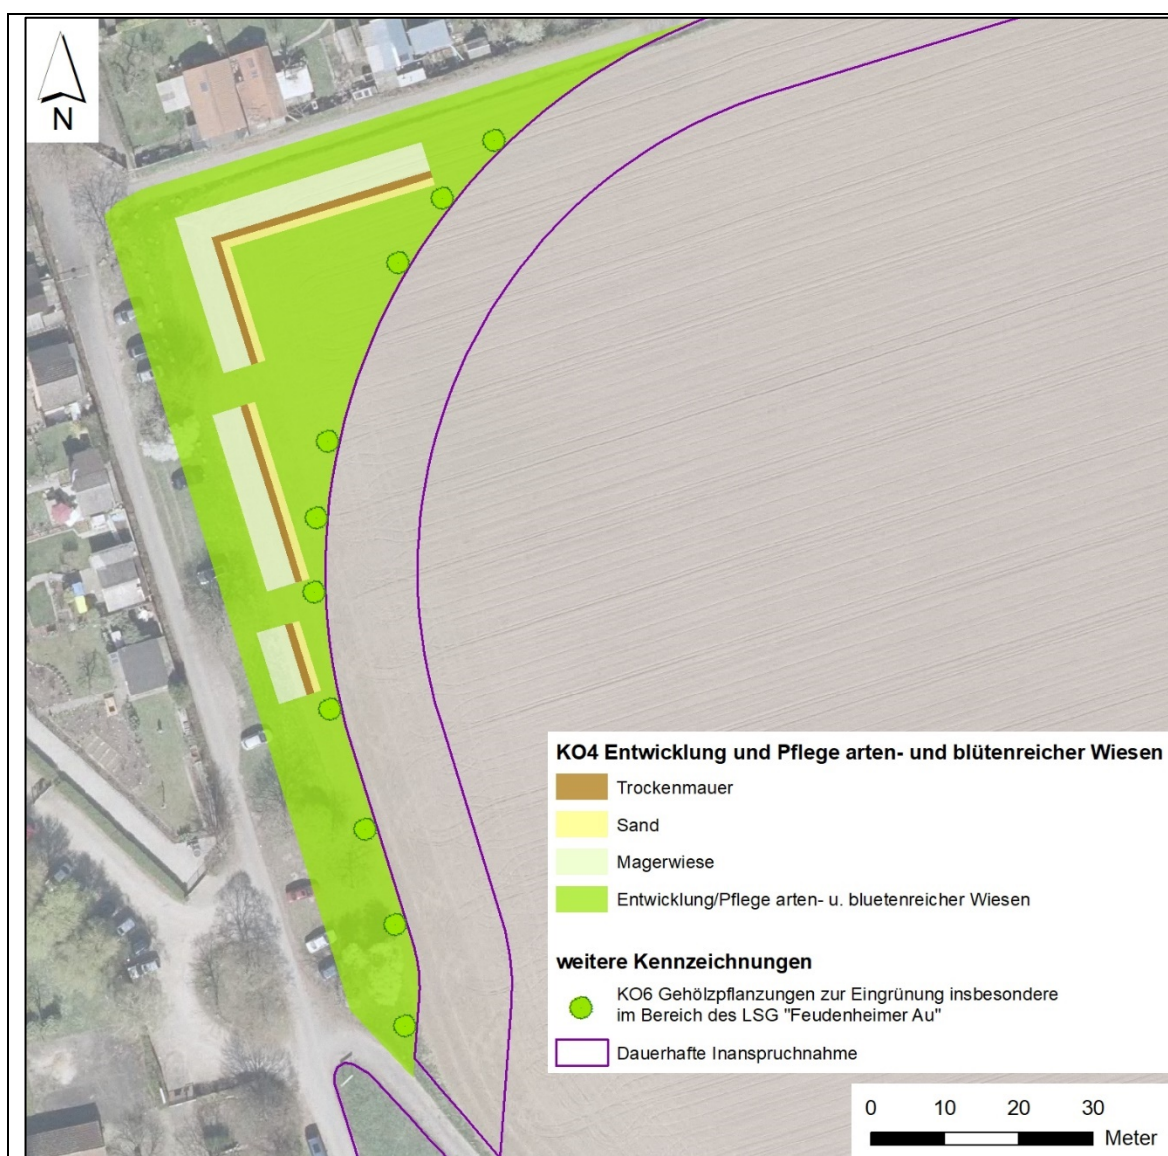 N
KO4 Entwicklung und Pflege arten- und blütenreicher Wiesen
Trockenmauer
Sand
Magerwiese
Entwicklung/Pflege arten- u. bluetenreicher Wiesen
weitere Kennzeichnungen
KO6 Gehölzpflanzungen zur Eingrünung insbesondere
im Bereich des LSG "Feudenheimer Au"
Dauerhafte Inanspruchnahme
0 10 20 30
Meter